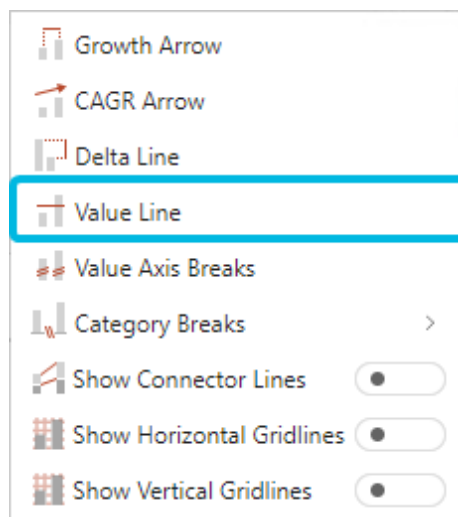 Growth Arrow
CAGR Arrow
Delta Line
Value Line
Value Axis Breaks
Category Breaks
Show Connector Lines
Show Horizontal Gridlines
Show Vertical Gridlines